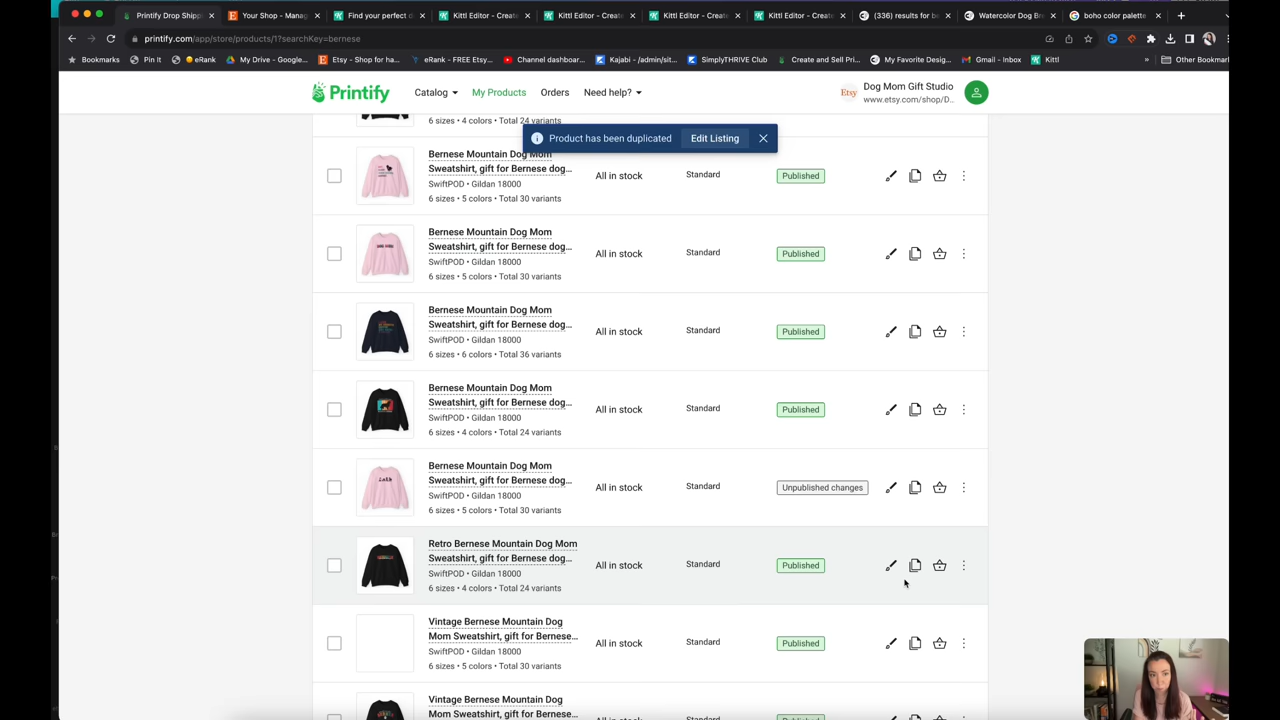 Printify Drop Shipp
Your Shop - Manag
Find your perfect d
Kittl Editor - Create
Kittl Editor - Create
Kittl Editor - Create
Kittl Editor - Create
(336) results for be
Watercolor Dog Bre
boho color palette
printify.com/app/store/products/1?searchKey=bernese
Bookmarks
Pin It
eRank
My Drive - Google...
Etsy - Shop for ha...
eRank - FREE Etsy...
Channel dashboar...
Kajabi - /admin/sit...
SimplyTHRIVE Club
Create and Sell Pri...
My Favorite Design...
Gmail - Inbox
Kittl
»
Other Bookmar
Printify
Catalog
My Products
Orders
Need help?
Etsy
Dog Mom Gift Studio
www.etsy.com/shop/D...
6 sizes • 4 colors • Total 24 variants
Product has been duplicated
Edit Listing
Bernese Mountain Dog Mom
Sweatshirt, gift for Bernese dog...
SwiftPOD • Gildan 18000
6 sizes • 5 colors • Total 30 variants
All in stock
Standard
Published
Bernese Mountain Dog Mom
Sweatshirt, gift for Bernese dog...
SwiftPOD • Gildan 18000
6 sizes • 5 colors • Total 30 variants
All in stock
Standard
Published
Bernese Mountain Dog Mom
Sweatshirt, gift for Bernese dog...
SwiftPOD • Gildan 18000
6 sizes • 6 colors • Total 36 variants
All in stock
Standard
Published
Bernese Mountain Dog Mom
Sweatshirt, gift for Bernese dog...
SwiftPOD • Gildan 18000
6 sizes • 4 colors • Total 24 variants
All in stock
Standard
Published
Bernese Mountain Dog Mom
Sweatshirt, gift for Bernese dog...
SwiftPOD • Gildan 18000
6 sizes • 5 colors • Total 30 variants
All in stock
Standard
Unpublished changes
Retro Bernese Mountain Dog Mom
Sweatshirt, gift for Bernese dog...
SwiftPOD • Gildan 18000
6 sizes • 4 colors • Total 24 variants
All in stock
Standard
Published
Vintage Bernese Mountain Dog
Mom Sweatshirt, gift for Bernese...
SwiftPOD • Gildan 18000
6 sizes • 5 colors • Total 30 variants
All in stock
Standard
Published
Vintage Bernese Mountain Dog
Mom Sweatshirt, gift for Bernese